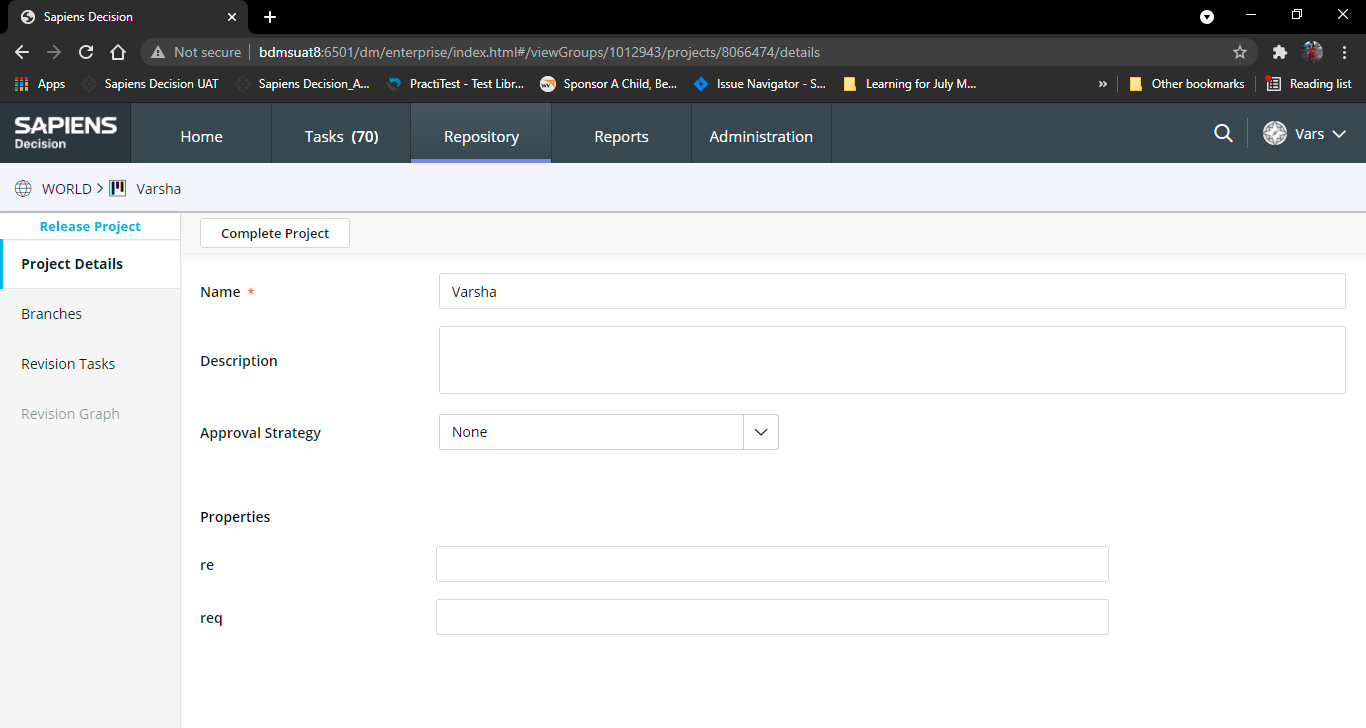 Sapiens Decision
Not secure bdmsuat8:6501/dm/enterprise/index.html#/viewGroups/1012943/projects/8066474/details
Apps Sapiens Decision UAT Sapiens Decision_A... PractiTest - Test Libr... Sponsor A Child, Be... Issue Navigator - S... Learning for July M... » Other bookmarks Reading list
SAPIENS
Decision
Home Tasks (70) Repository Reports Administration Vars
WORLD > Varsha
Release Project
Complete Project
Project Details
Branches
Revision Tasks
Revision Graph
Name * Varsha
Description
Approval Strategy None
Properties
re
req